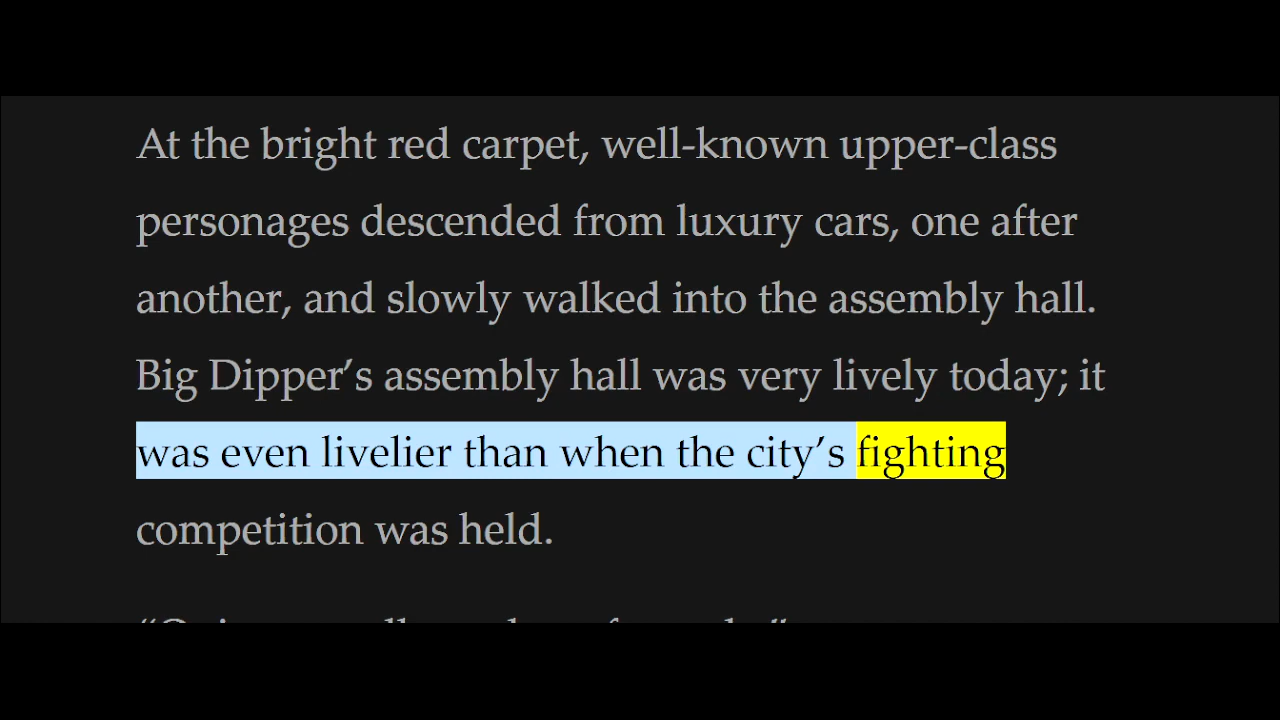 At the bright red carpet, well-known upper-class
personages descended from luxury cars, one after
another, and slowly walked into the assembly hall.
Big Dipper’s assembly hall was very lively today; it
was even livelier than when the city’s fighting
competition was held.